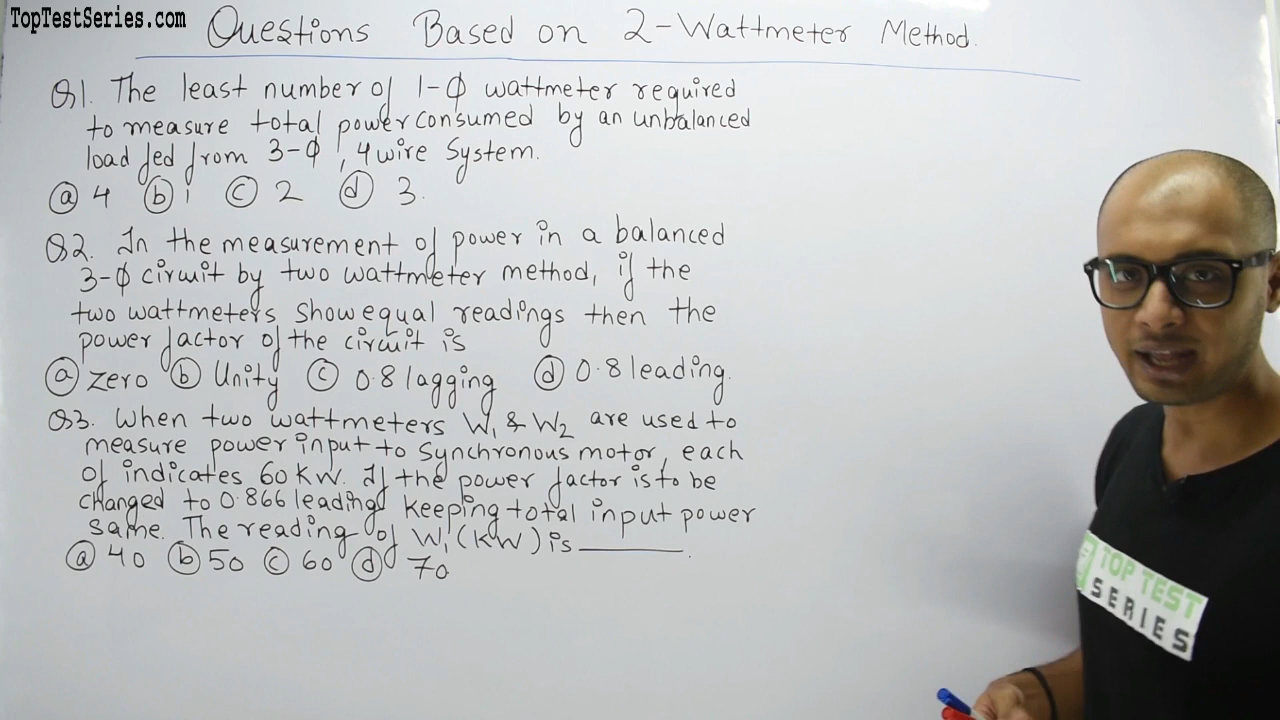 TopTestSeries.com
Questions Based on 2-Wattmeter Method.
Q1. The least number of 1-Φ wattmeter required
to measure total power consumed by an unbalanced
load fed from 3-Φ, 4 wire System.
(a) 4 (b) 1 (c) 2 (d) 3.
Q2. In the measurement of power in a balanced
3-Φ circuit by two wattmeter method, if the
two wattmeters show equal readings then the
power factor of the circuit is
(a) zero (b) Unity (c) 0.8 lagging (d) 0.8 leading.
Q3. When two wattmeters W1 & W2 are used to
measure power input to Synchronous motor, each
of indicates 60 KW. If the power factor is to be
changed to 0.866 leading, keeping total input power
same. The reading of W1 (KW) is ______.
(a) 40 (b) 50 (c) 60 (d) 70
TOP TEST
SERIES